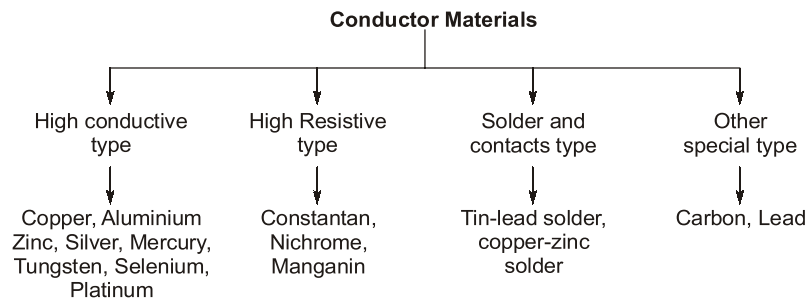 Conductor Materials
High conductive
type
High Resistive
type
Solder and
contacts type
Other
special type
Copper, Aluminium
Zinc, Silver, Mercury,
Tungsten, Selenium,
Platinum
Constantan,
Nichrome,
Manganin
Tin-lead solder,
copper-zinc
solder
Carbon, Lead